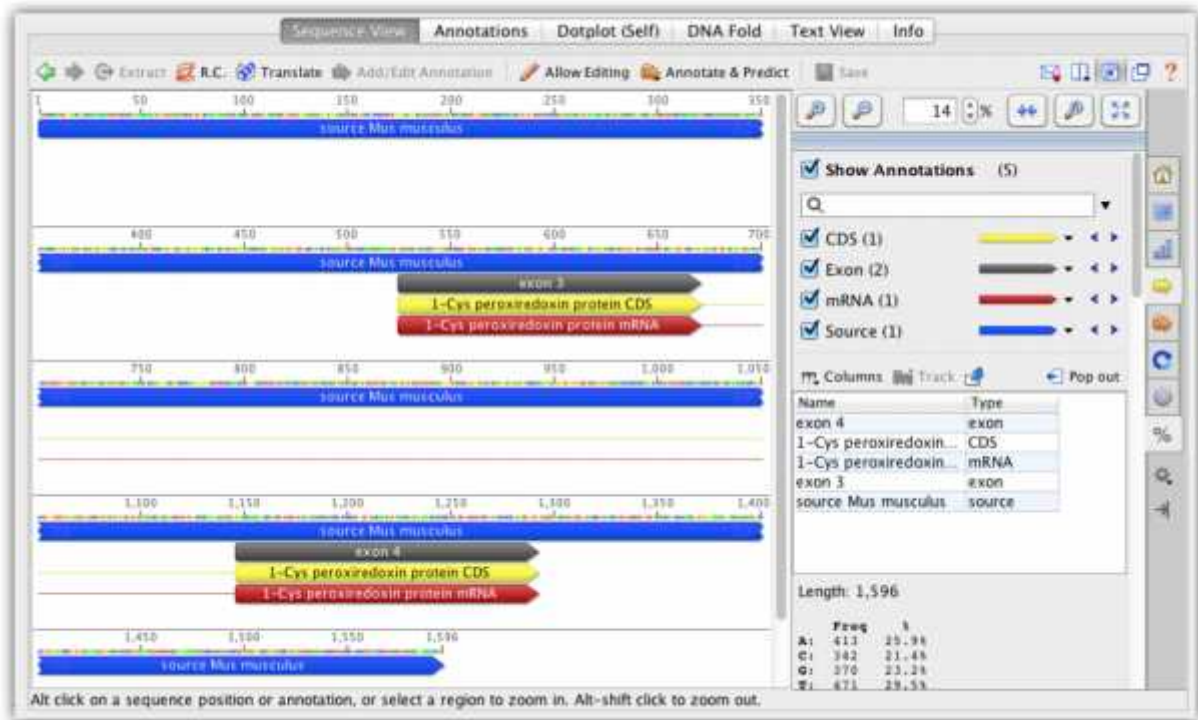 Sequence View Annotations Dotplot (Self) DNA Fold Text View Info
Extract R.C. Translate Add/Edit Annotation Allow Editing Annotate & Predict Save
1 50 100 150 200 250 300 350
source Mus musculus
400 450 500 550 600 650 700
source Mus musculus
exon 3
1-Cys peroxiredoxin protein CDS
1-Cys peroxiredoxin protein mRNA
750 800 850 900 950 1,000 1,050
source Mus musculus
1,100 1,150 1,200 1,250 1,300 1,350 1,400
source Mus musculus
exon 4
1-Cys peroxiredoxin protein CDS
1-Cys peroxiredoxin protein mRNA
1,450 1,500 1,550 1,596
source Mus musculus
14 %
Show Annotations (5)
CDS (1)
Exon (2)
mRNA (1)
Source (1)
Columns Track Pop out
Name Type
exon 4 exon
1-Cys peroxiredoxin... CDS
1-Cys peroxiredoxin... mRNA
exon 3 exon
source Mus musculus source
Length: 1,596
Freq %
A: 413 25.9%
C: 342 21.4%
G: 370 23.2%
T: 471 29.5%
Alt click on a sequence position or annotation, or select a region to zoom in. Alt-shift click to zoom out.